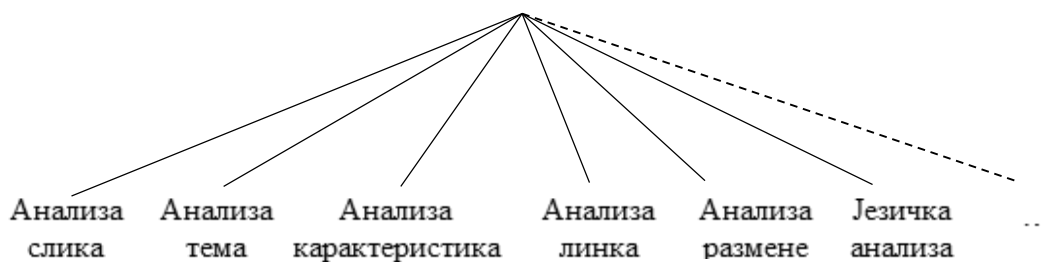 Анализа Анализа Анализа Анализа Анализа Језичка
слика тема карактеристика линка размене анализа ..